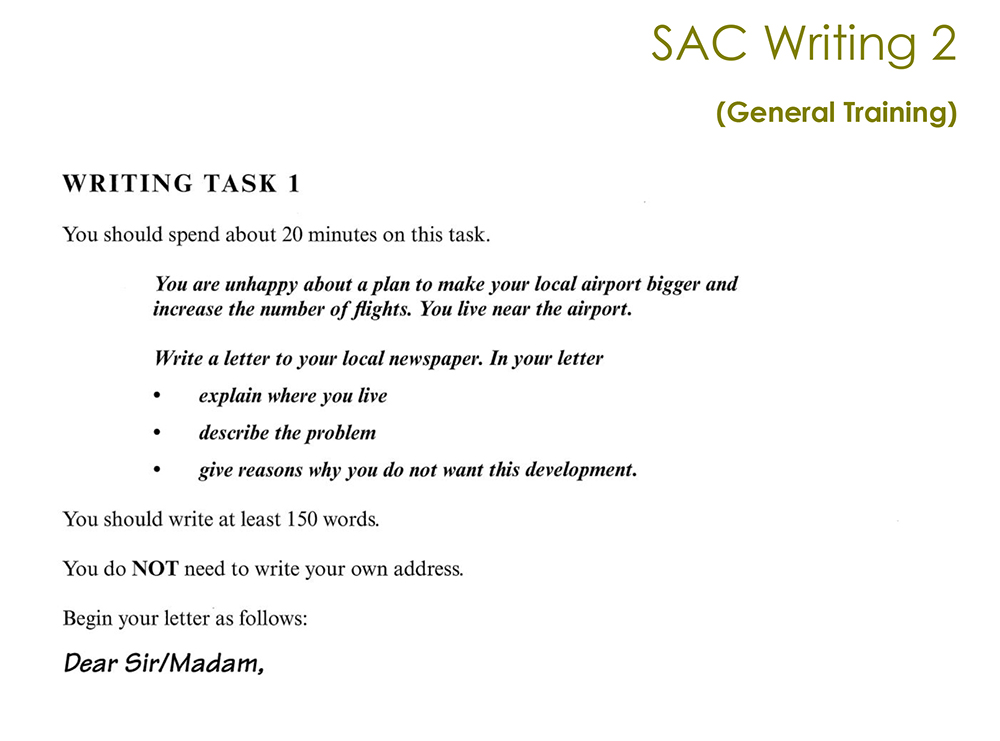 SAC Writing 2
(General Training)
WRITING TASK 1
You should spend about 20 minutes on this task.
You are unhappy about a plan to make your local airport bigger and
increase the number of flights. You live near the airport.
Write a letter to your local newspaper. In your letter
• explain where you live
• describe the problem
• give reasons why you do not want this development.
You should write at least 150 words.
You do NOT need to write your own address.
Begin your letter as follows:
Dear Sir/Madam,